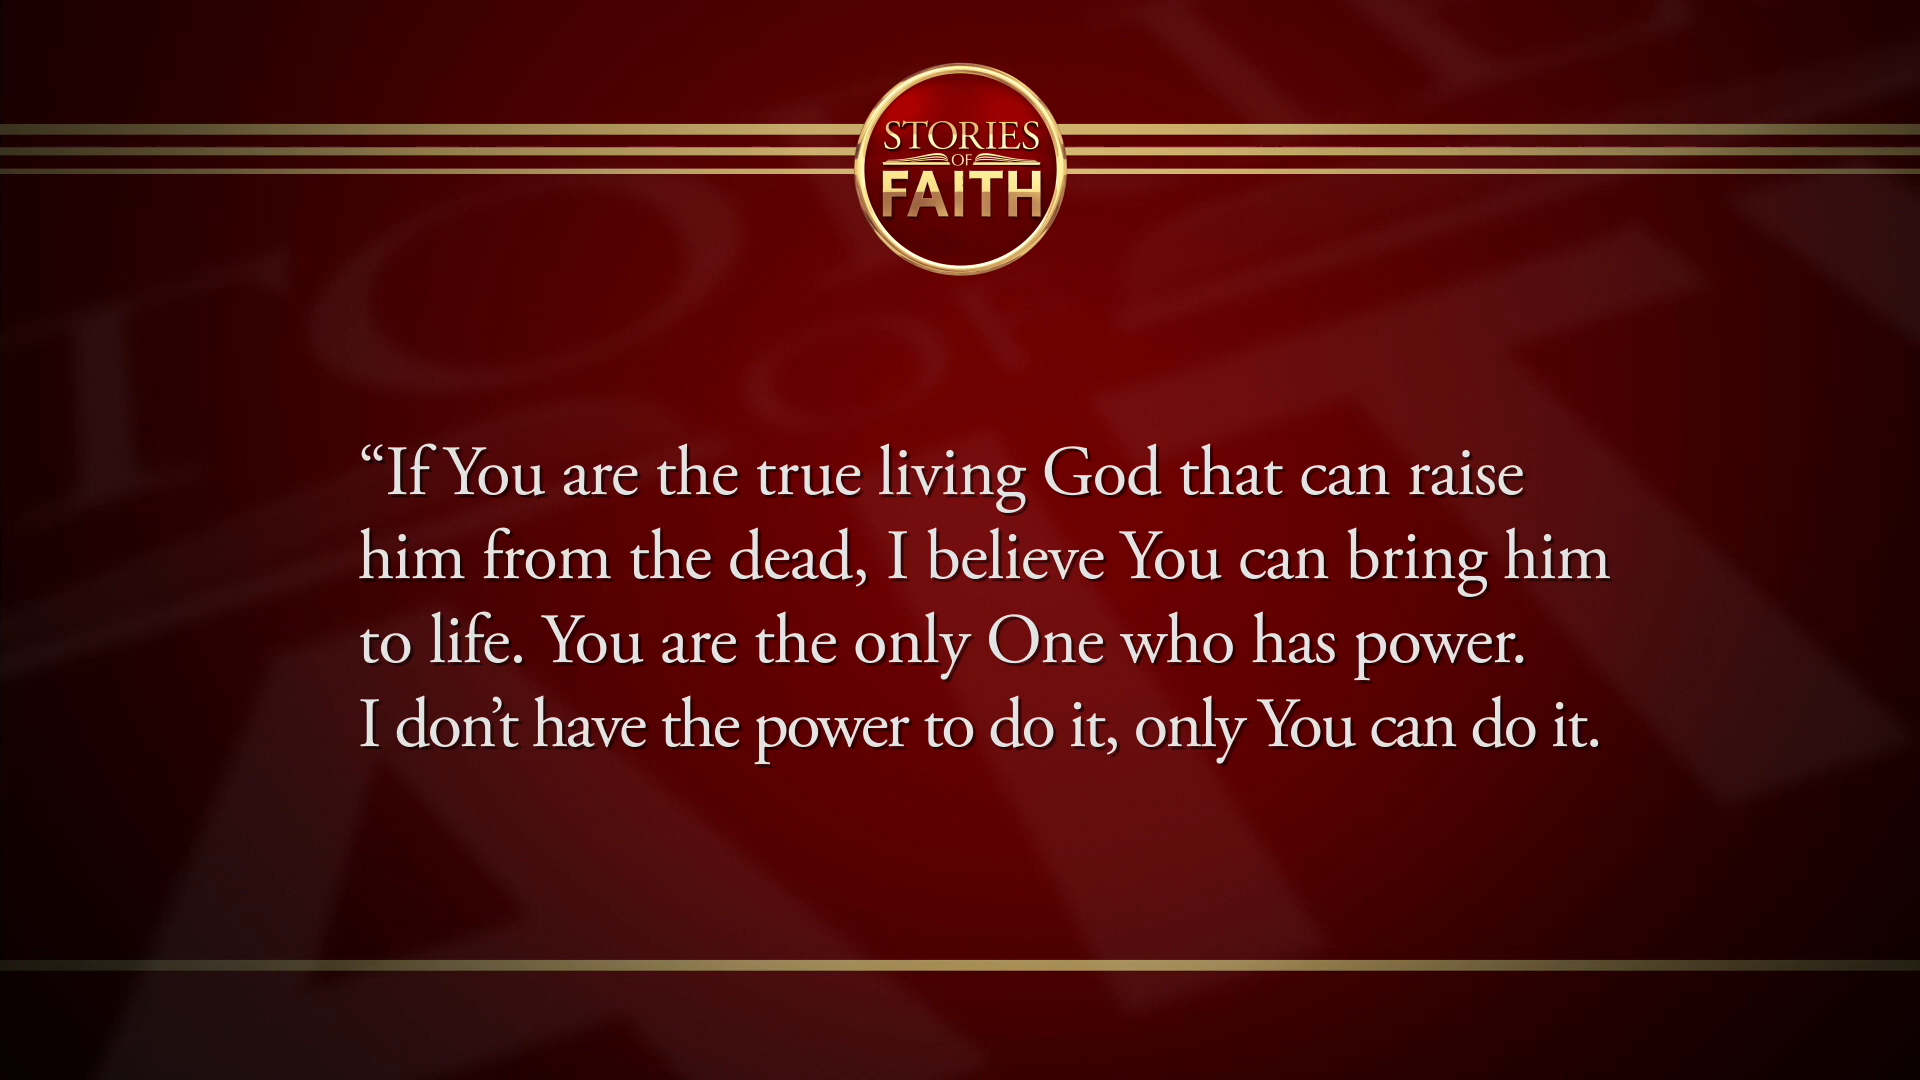 STORIES
OF
FAITH
“If You are the true living God that can raise
him from the dead, I believe You can bring him
to life. You are the only One who has power.
I don’t have the power to do it, only You can do it.